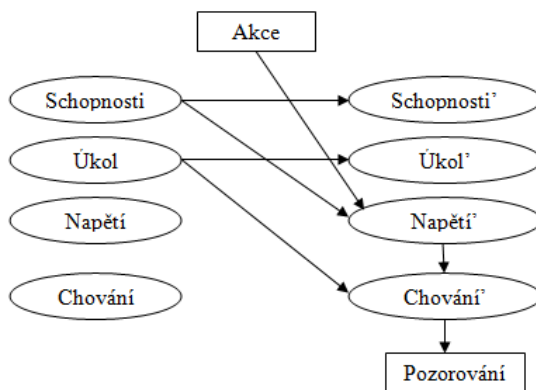 Akce
Schopnosti
Schopnosti'
Úkol
Úkol'
Napětí
Napětí'
Chování
Chování'
Pozorování